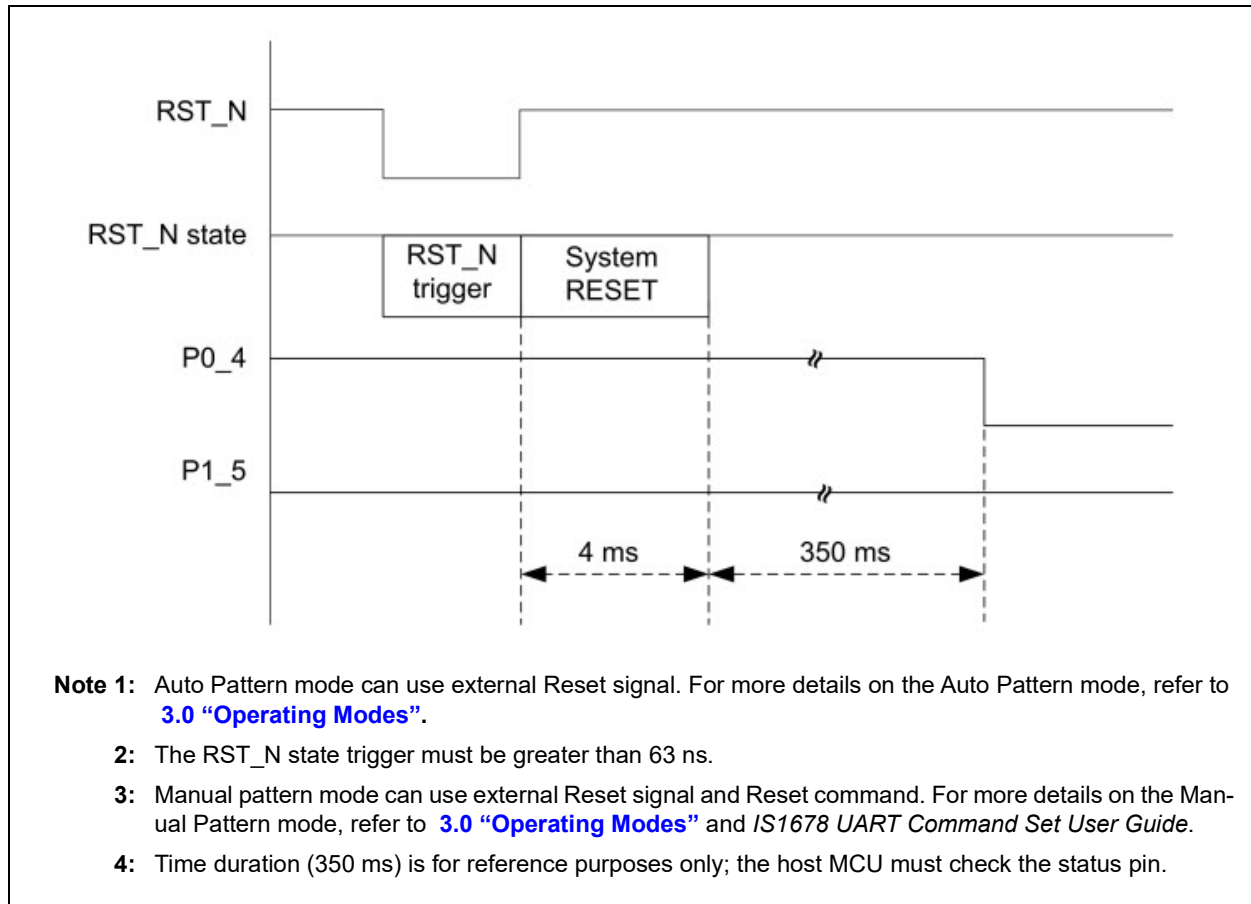 RST_N
RST_N state
RST_N
trigger
System
RESET
P0_4
P1_5
4 ms
350 ms
Note 1: Auto Pattern mode can use external Reset signal. For more details on the Auto Pattern mode, refer to
3.0 “Operating Modes”.
2: The RST_N state trigger must be greater than 63 ns.
3: Manual pattern mode can use external Reset signal and Reset command. For more details on the Man-
ual Pattern mode, refer to 3.0 “Operating Modes” and IS1678 UART Command Set User Guide.
4: Time duration (350 ms) is for reference purposes only; the host MCU must check the status pin.